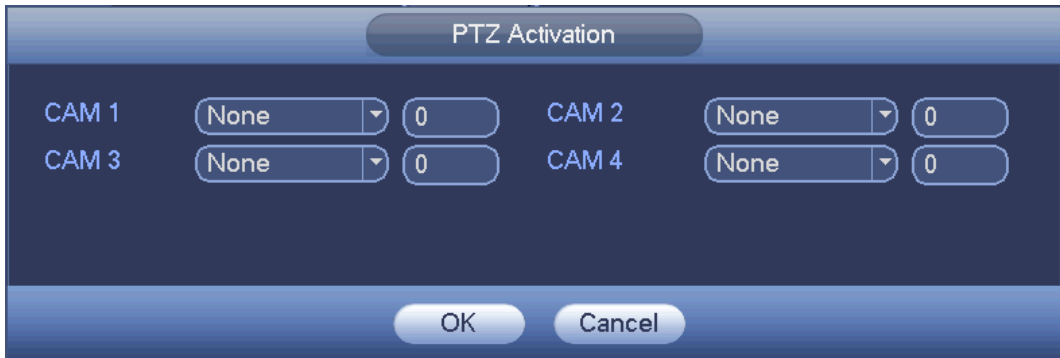 PTZ Activation
CAM 1 None 0 CAM 2 None 0
CAM 3 None 0 CAM 4 None 0
OK Cancel